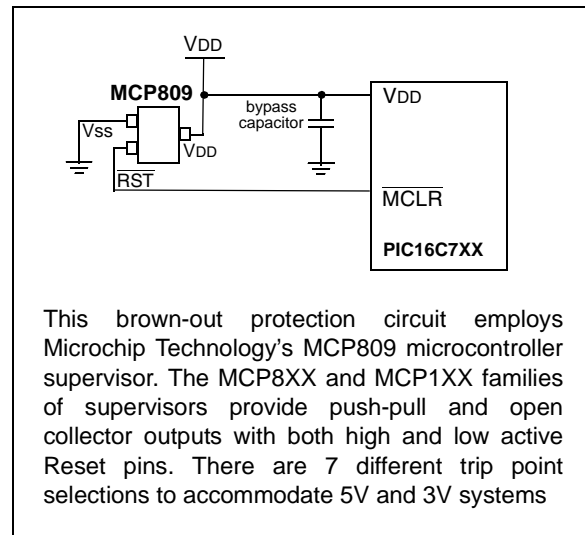 VDD
MCP809
bypass
capacitor
VDD
Vss
VDD
RST
MCLR
PIC16C7XX
This brown-out protection circuit employs
Microchip Technology’s MCP809 microcontroller
supervisor. The MCP8XX and MCP1XX families
of supervisors provide push-pull and open
collector outputs with both high and low active
Reset pins. There are 7 different trip point
selections to accommodate 5V and 3V systems